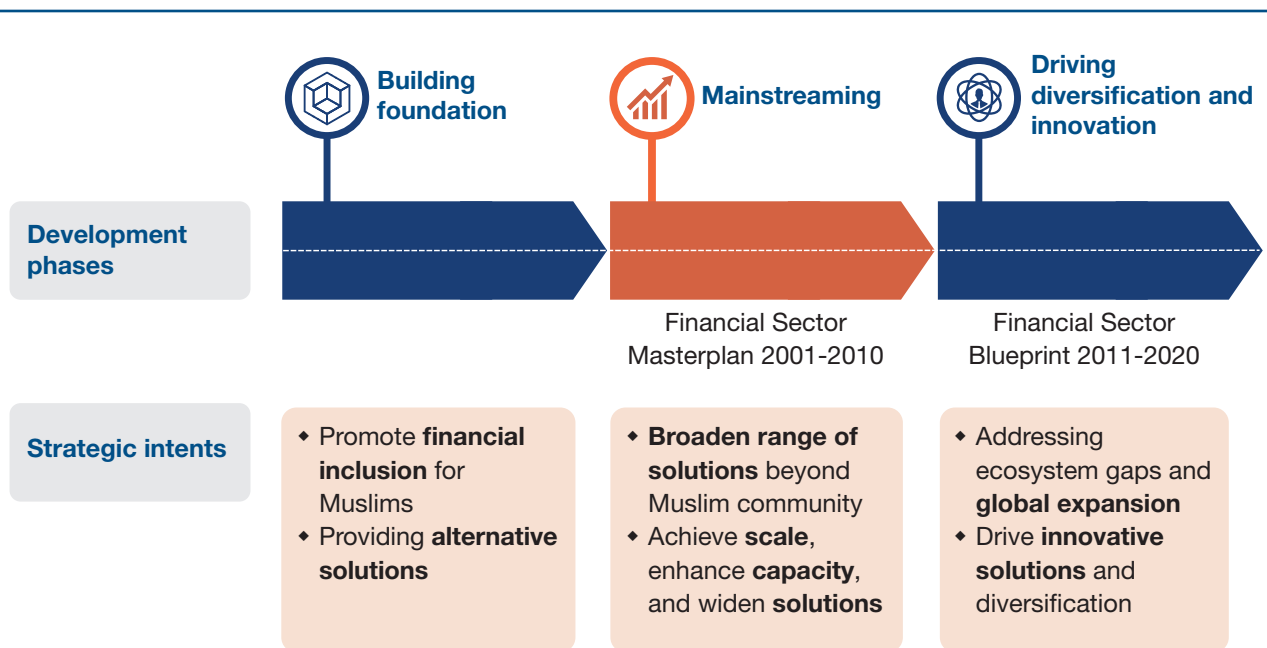 Building
foundation
Mainstreaming
Driving
diversification and
innovation
Development
phases
Financial Sector
Masterplan 2001-2010
Financial Sector
Blueprint 2011-2020
Strategic intents
◆ Promote financial
inclusion for
Muslims
◆ Providing alternative
solutions
◆ Broaden range of
solutions beyond
Muslim community
◆ Achieve scale,
enhance capacity,
and widen solutions
◆ Addressing
ecosystem gaps and
global expansion
◆ Drive innovative
solutions and
diversification